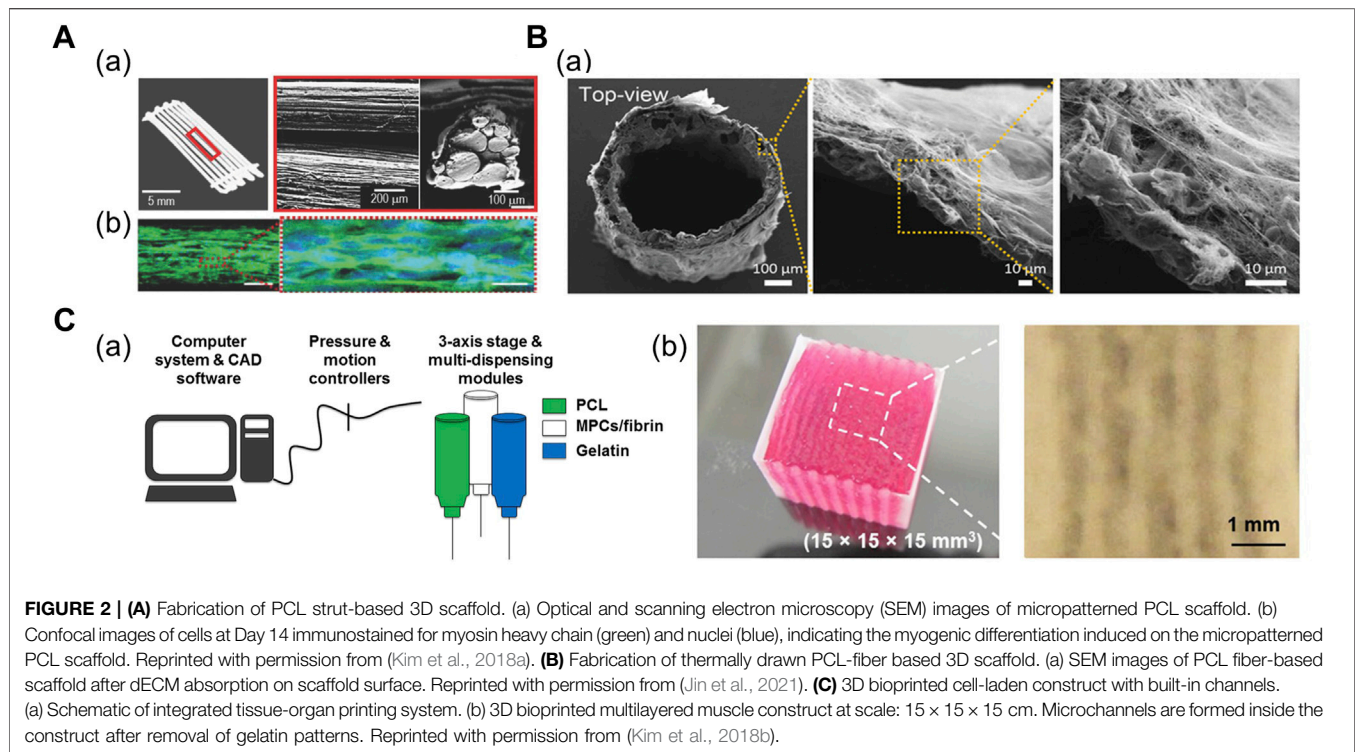 A
(a)
5 mm
200 µm
100 µm
(b)
B
(a)
Top-view
100 µm
10 µm
10 µm
C
(a)
Computer
system & CAD
software
Pressure &
motion
controllers
3-axis stage &
multi-dispensing
modules
PCL
MPCs/fibrin
Gelatin
(b)
(15 × 15 × 15 mm³)
1 mm
FIGURE 2 | (A) Fabrication of PCL strut-based 3D scaffold. (a) Optical and scanning electron microscopy (SEM) images of micropatterned PCL scaffold. (b)
Confocal images of cells at Day 14 immunostained for myosin heavy chain (green) and nuclei (blue), indicating the myogenic differentiation induced on the micropatterned
PCL scaffold. Reprinted with permission from (Kim et al., 2018a). (B) Fabrication of thermally drawn PCL-fiber based 3D scaffold. (a) SEM images of PCL fiber-based
scaffold after dECM absorption on scaffold surface. Reprinted with permission from (Jin et al., 2021). (C) 3D bioprinted cell-laden construct with built-in channels.
(a) Schematic of integrated tissue-organ printing system. (b) 3D bioprinted multilayered muscle construct at scale: 15 × 15 × 15 cm. Microchannels are formed inside the
construct after removal of gelatin patterns. Reprinted with permission from (Kim et al., 2018b).